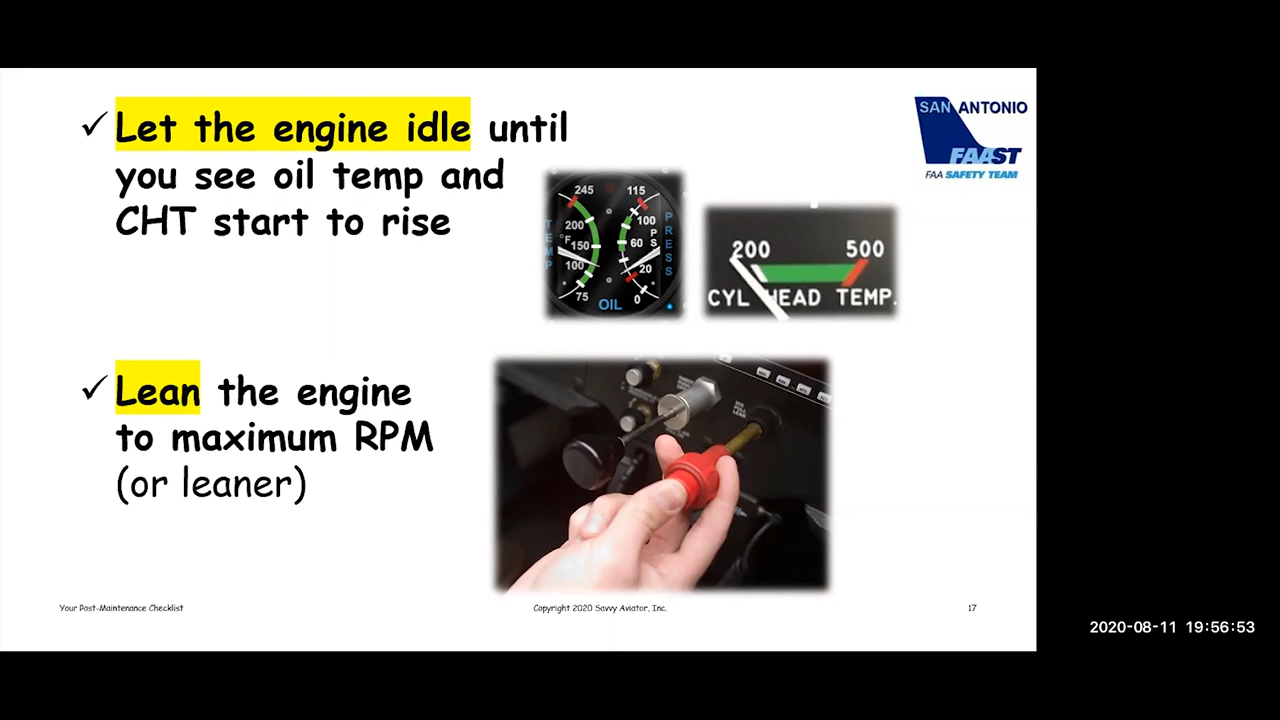 ✓ Let the engine idle until
you see oil temp and
CHT start to rise
SAN ANTONIO
FAAST
FAA SAFETY TEAM
245
200
°F
150
100
75
TEMP
115
100
60
20
0
PSI
PRESS
OIL
200 500
CYL HEAD TEMP.
✓ Lean the engine
to maximum RPM
(or leaner)
Your Post-Maintenance Checklist
Copyright 2020 Savvy Aviator, Inc.
17
2020-08-11 19:56:53